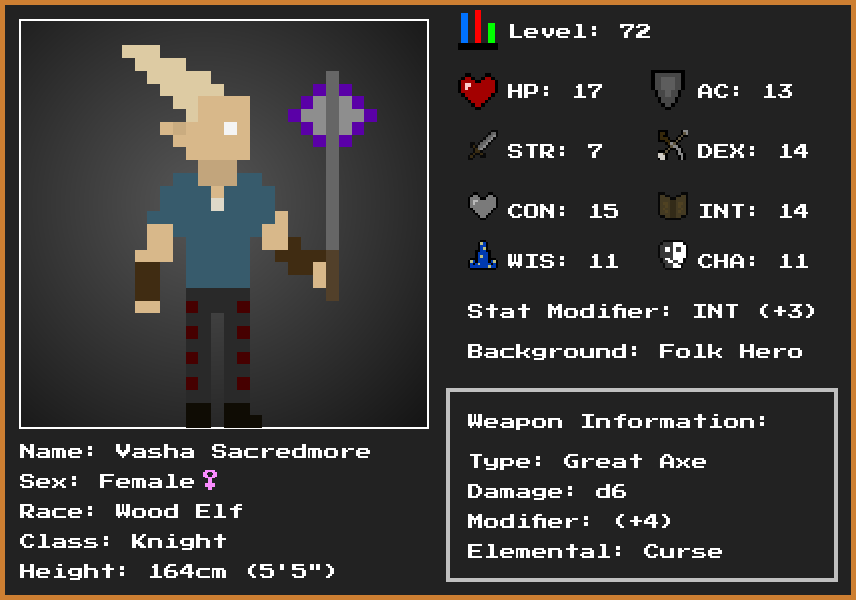 Level: 72
HP: 17
AC: 13
STR: 7
DEX: 14
CON: 15
INT: 14
WIS: 11
CHA: 11
Stat Modifier: INT (+3)
Background: Folk Hero
Name: Vasha Sacredmore
Sex: Female♀
Race: Wood Elf
Class: Knight
Height: 164cm (5'5")
Weapon Information:
Type: Great Axe
Damage: d6
Modifier: (+4)
Elemental: Curse